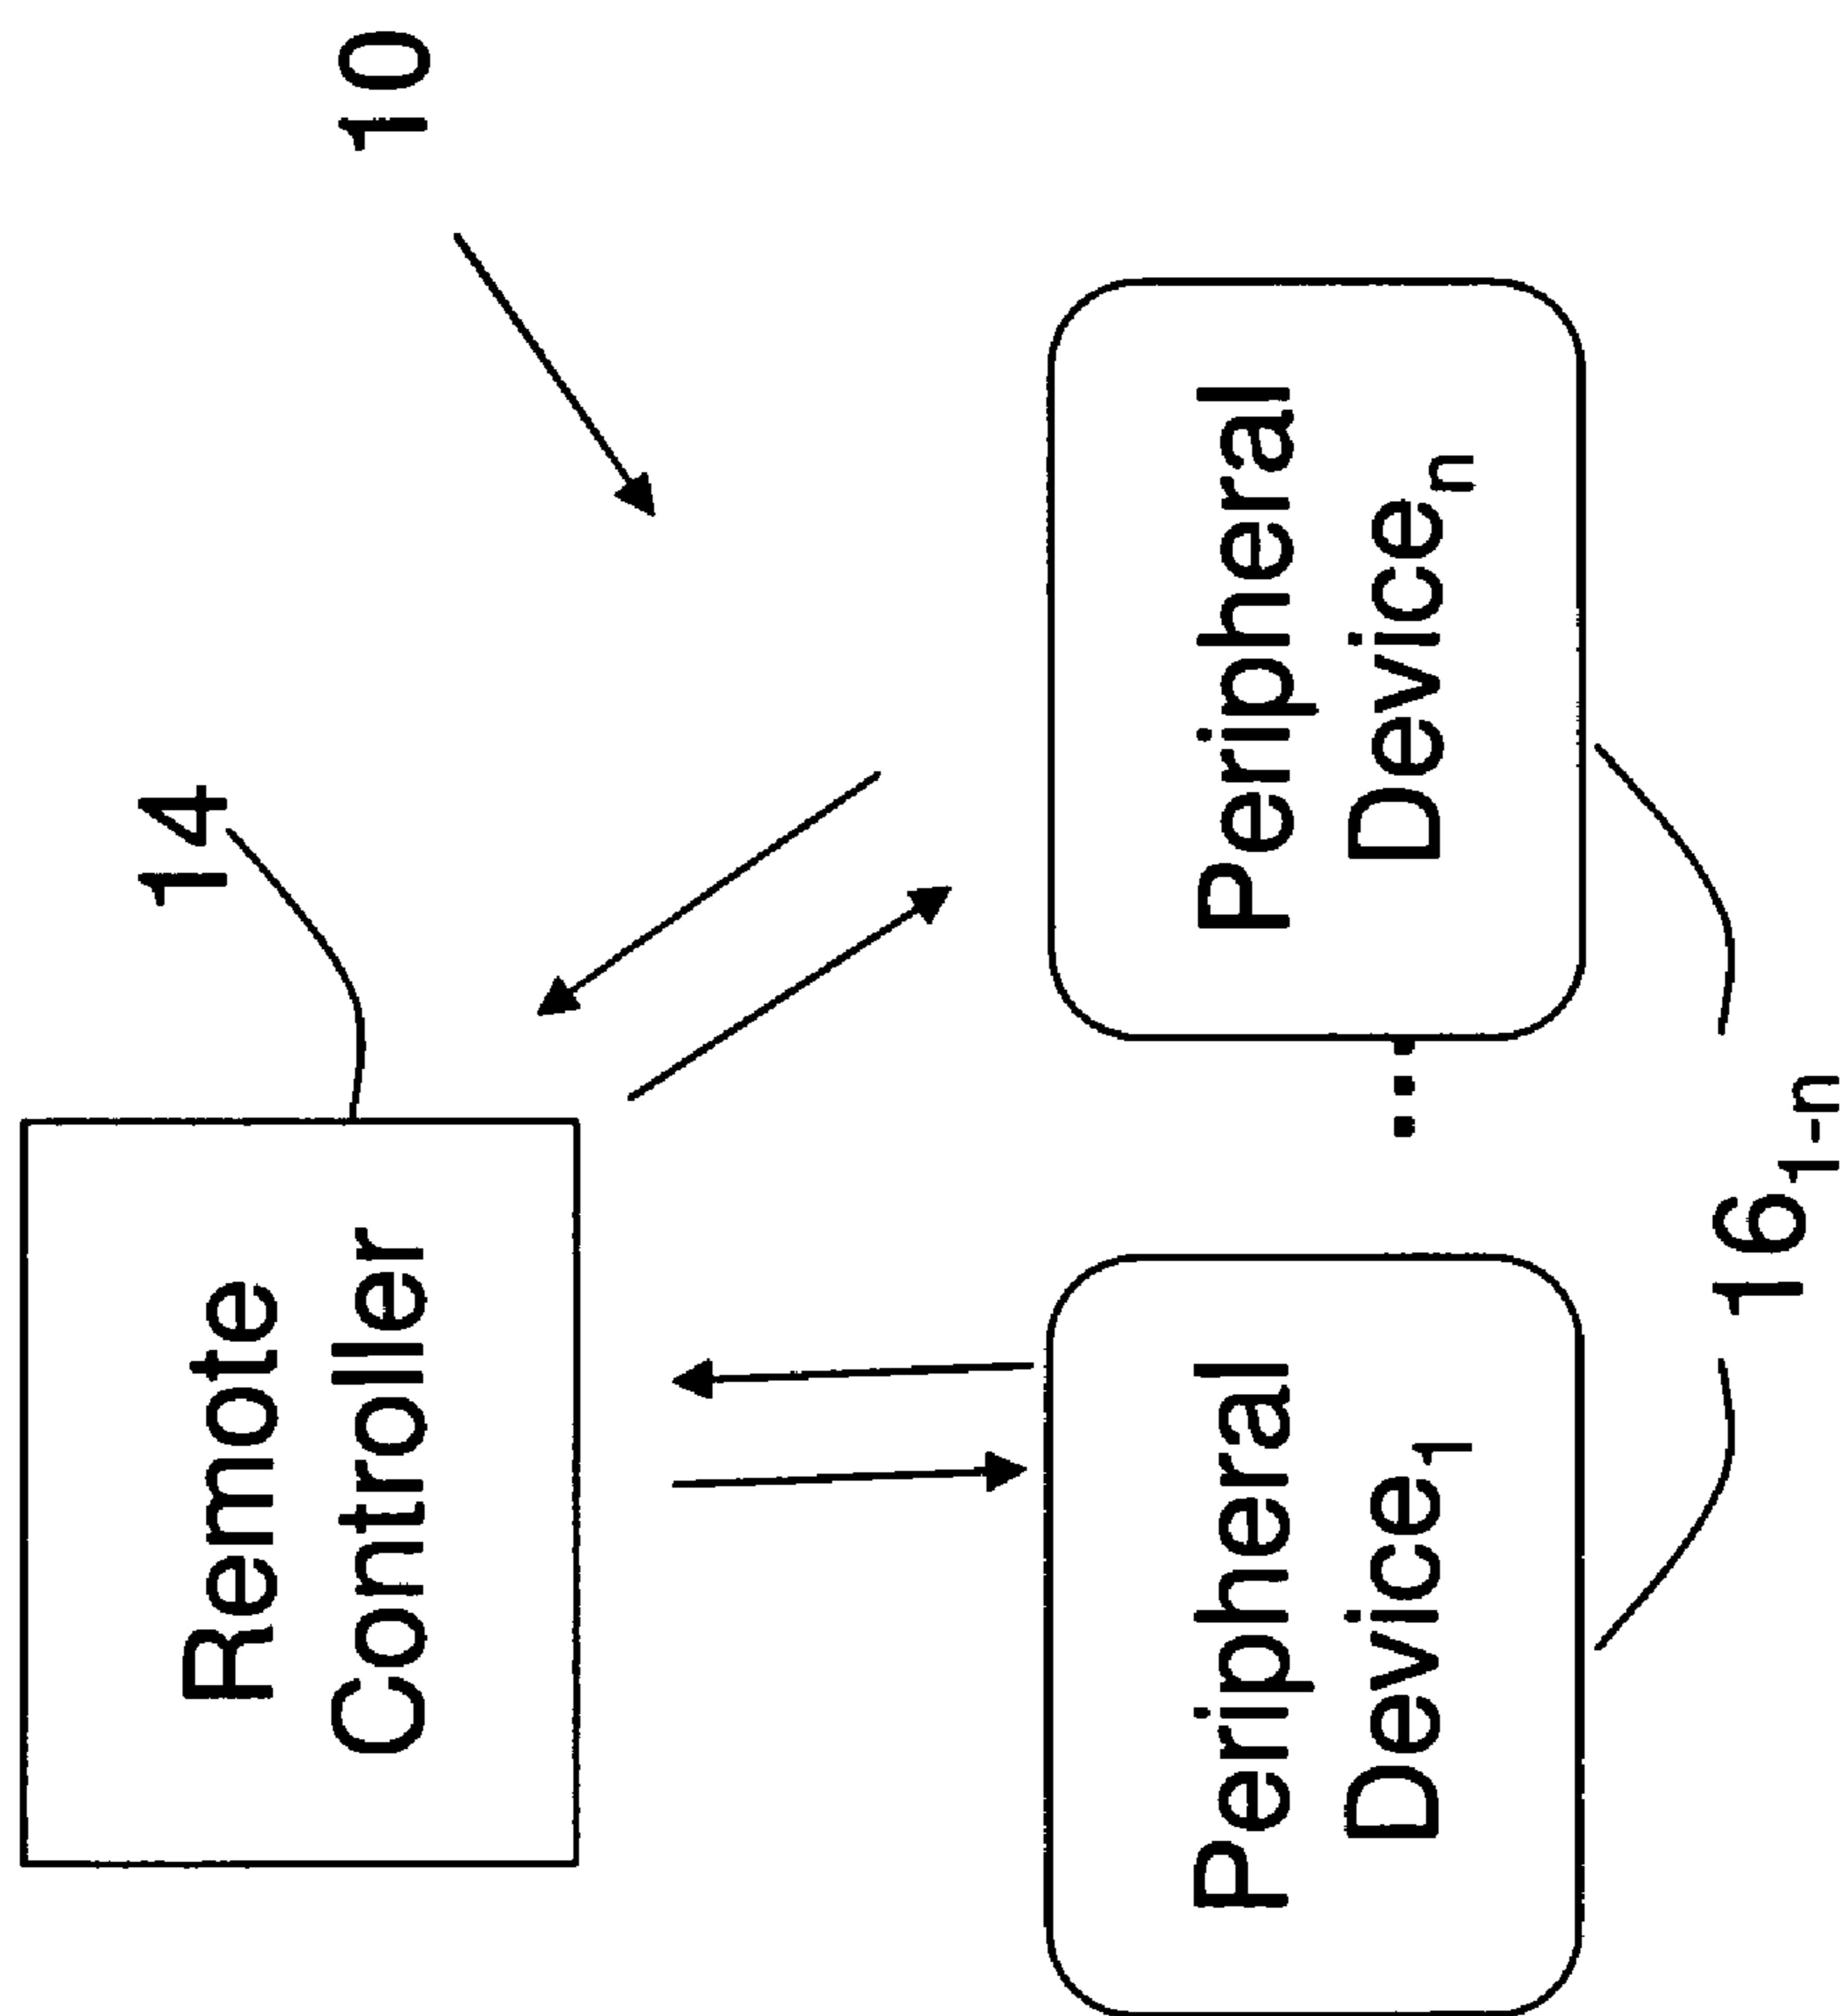 10
14
Remote
Controller
Peripheral
Device₁
Peripheral
Deviceₙ
16₁₋ₙ